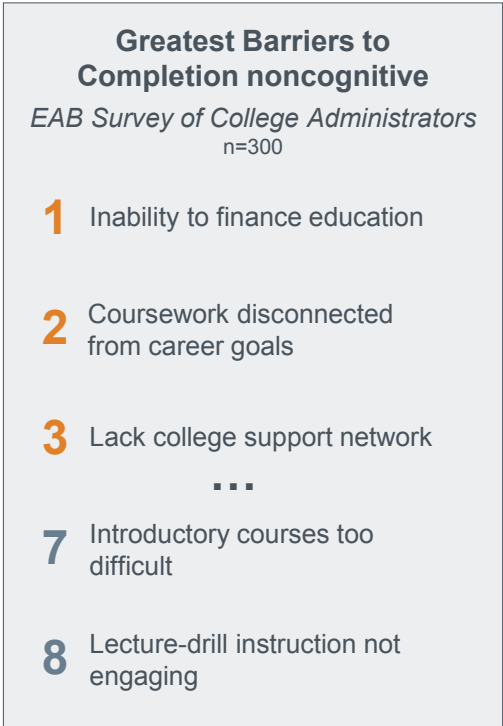 Greatest Barriers to
Completion noncognitive
EAB Survey of College Administrators
n=300
1 Inability to finance education
2 Coursework disconnected
from career goals
3 Lack college support network
...
7 Introductory courses too
difficult
8 Lecture-drill instruction not
engaging